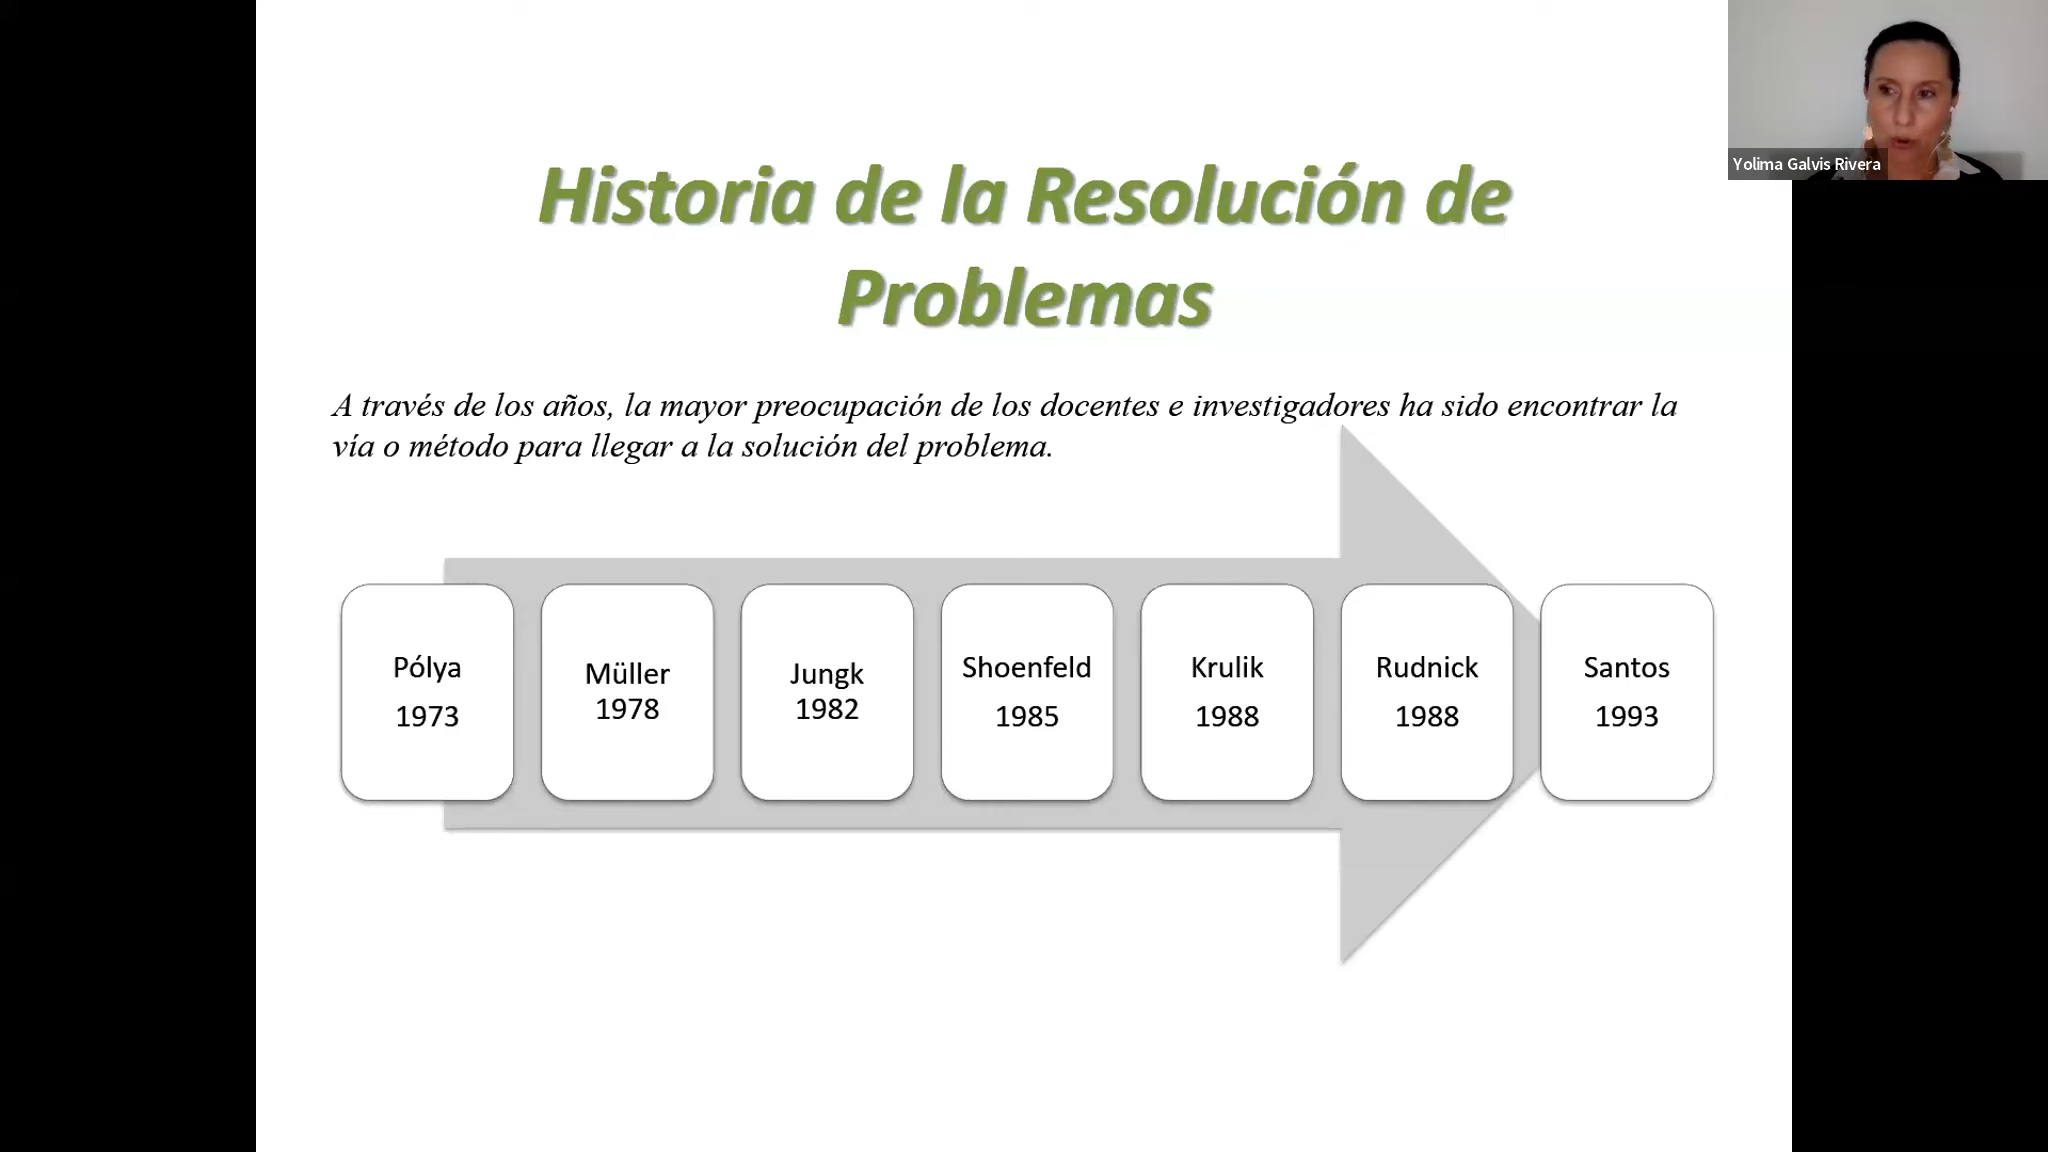 Yolima Galvis Rivera
Historia de la Resolución de
Problemas
A través de los años, la mayor preocupación de los docentes e investigadores ha sido encontrar la
vía o método para llegar a la solución del problema.
Pólya
1973
Müller
1978
Jungk
1982
Shoenfeld
1985
Krulik
1988
Rudnick
1988
Santos
1993